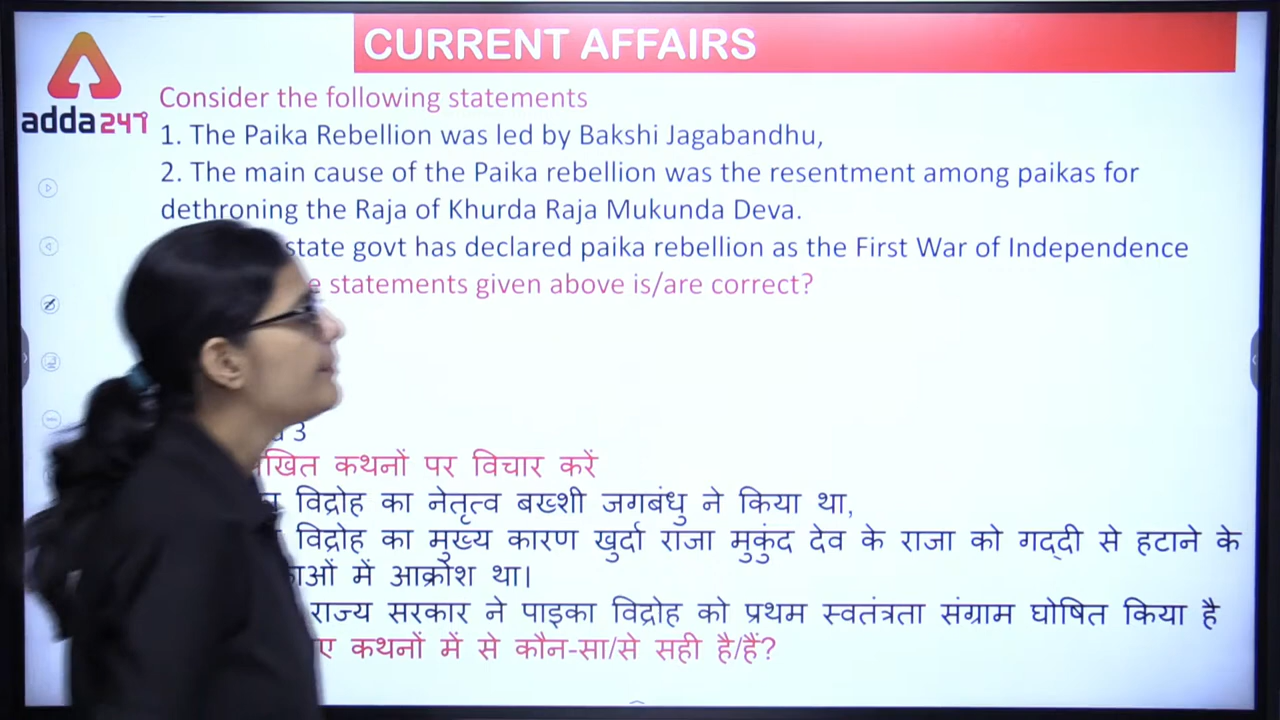 CURRENT AFFAIRS
adda247
Consider the following statements
1. The Paika Rebellion was led by Bakshi Jagabandhu,
2. The main cause of the Paika rebellion was the resentment among paikas for
dethroning the Raja of Khurda Raja Mukunda Deva.
state govt has declared paika rebellion as the First War of Independence
statements given above is/are correct?
3
कथनों पर विचार करें
विद्रोह का नेतृत्व बख्शी जगबंधु ने किया था,
विद्रोह का मुख्य कारण खुर्दा राजा मुकुंद देव के राजा को गद्दी से हटाने के
में आक्रोश था।
राज्य सरकार ने पाइका विद्रोह को प्रथम स्वतंत्रता संग्राम घोषित किया है
कथनों में से कौन-सा/से सही है/हैं?